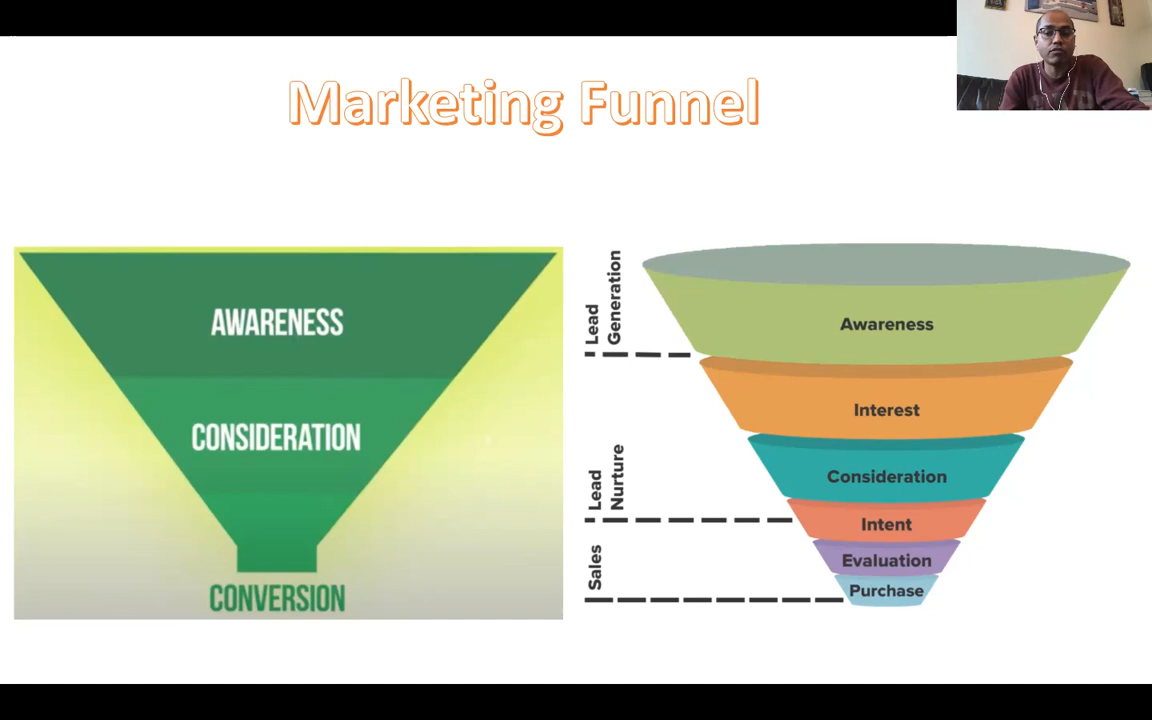 Marketing Funnel
AWARENESS
CONSIDERATION
CONVERSION
Lead
Generation
Lead
Nurture
Sales
Awareness
Interest
Consideration
Intent
Evaluation
Purchase